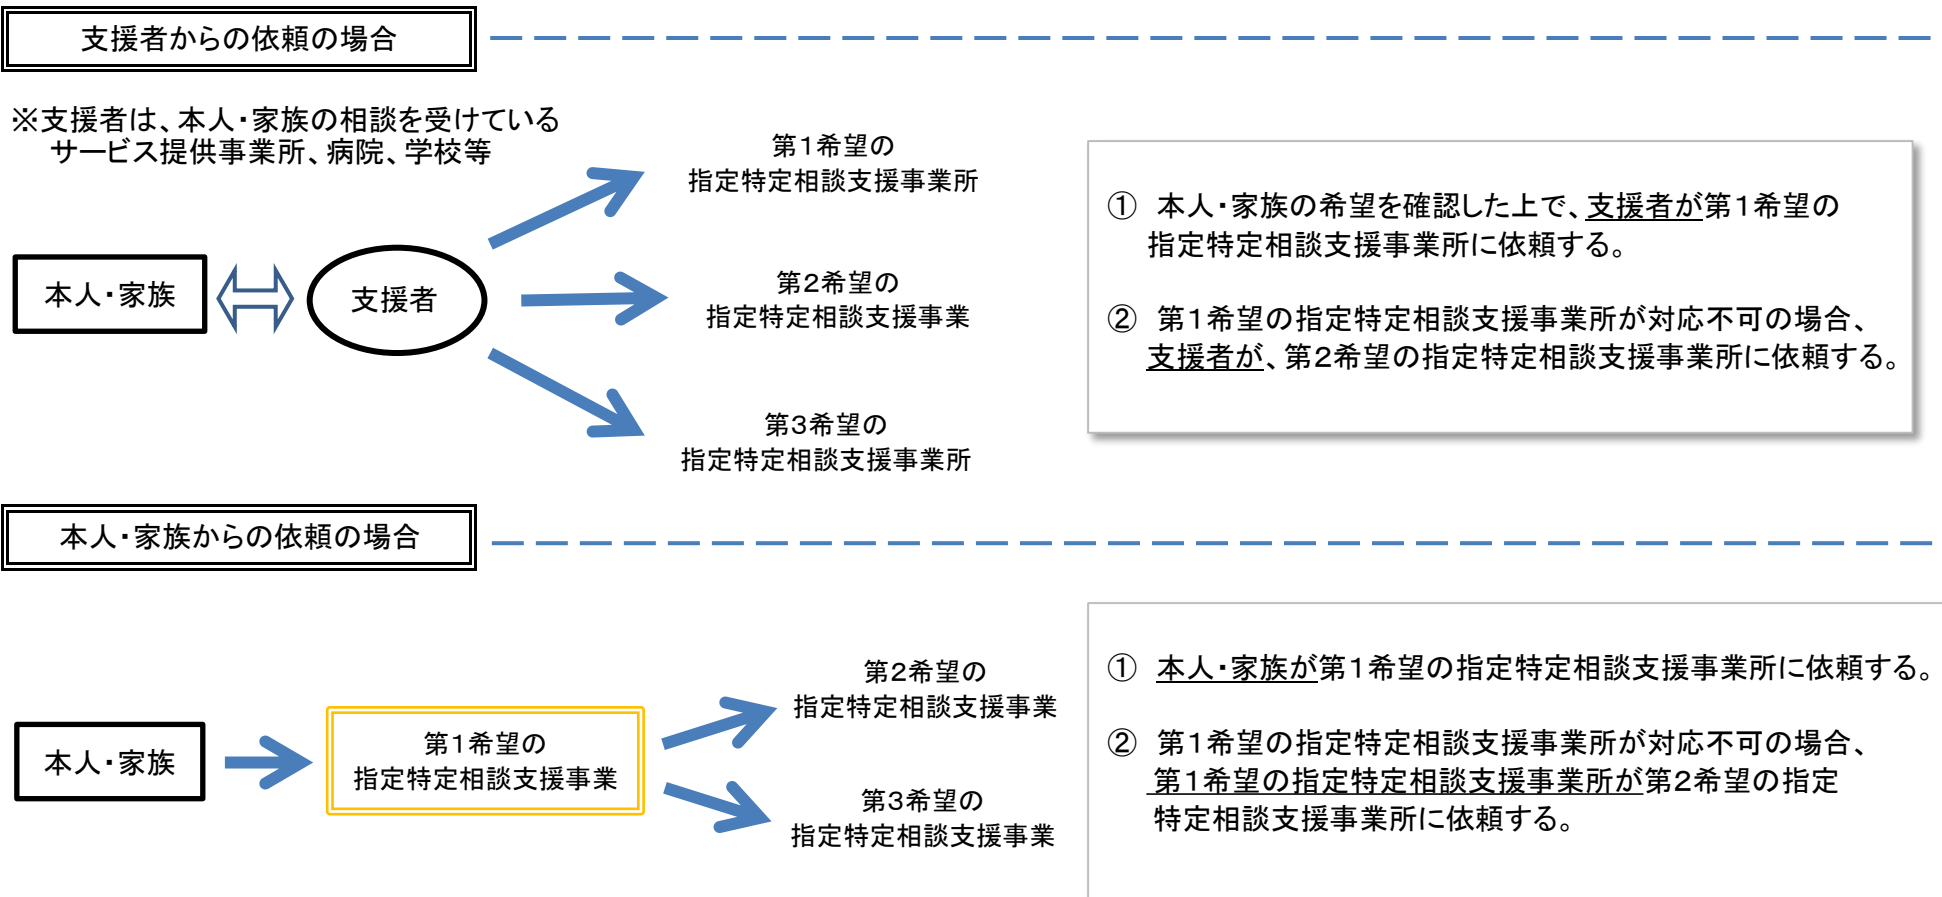 支援者からの依頼の場合
※支援者は、本人・家族の相談を受けている
サービス提供事業所、病院、学校等
本人・家族
支援者
第1希望の
指定特定相談支援事業所
第2希望の
指定特定相談支援事業
第3希望の
指定特定相談支援事業所
① 本人・家族の希望を確認した上で、支援者が第1希望の
指定特定相談支援事業所に依頼する。
② 第1希望の指定特定相談支援事業所が対応不可の場合、
支援者が、第2希望の指定特定相談支援事業所に依頼する。
本人・家族からの依頼の場合
本人・家族
第1希望の
指定特定相談支援事業
第2希望の
指定特定相談支援事業
第3希望の
指定特定相談支援事業
① 本人・家族が第1希望の指定特定相談支援事業所に依頼する。
② 第1希望の指定特定相談支援事業所が対応不可の場合、
第1希望の指定特定相談支援事業所が第2希望の指定
特定相談支援事業所に依頼する。